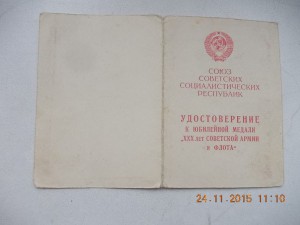 СОЮЗ
СОВЕТСКИХ
СОЦИАЛИСТИЧЕСКИХ
РЕСПУБЛИК
УДОСТОВЕРЕНИЕ
К ЮБИЛЕЙНОЙ МЕДАЛИ
„XXX лет СОВЕТСКОЙ АРМИИ
и ФЛОТА“
24.11.2015 11:10